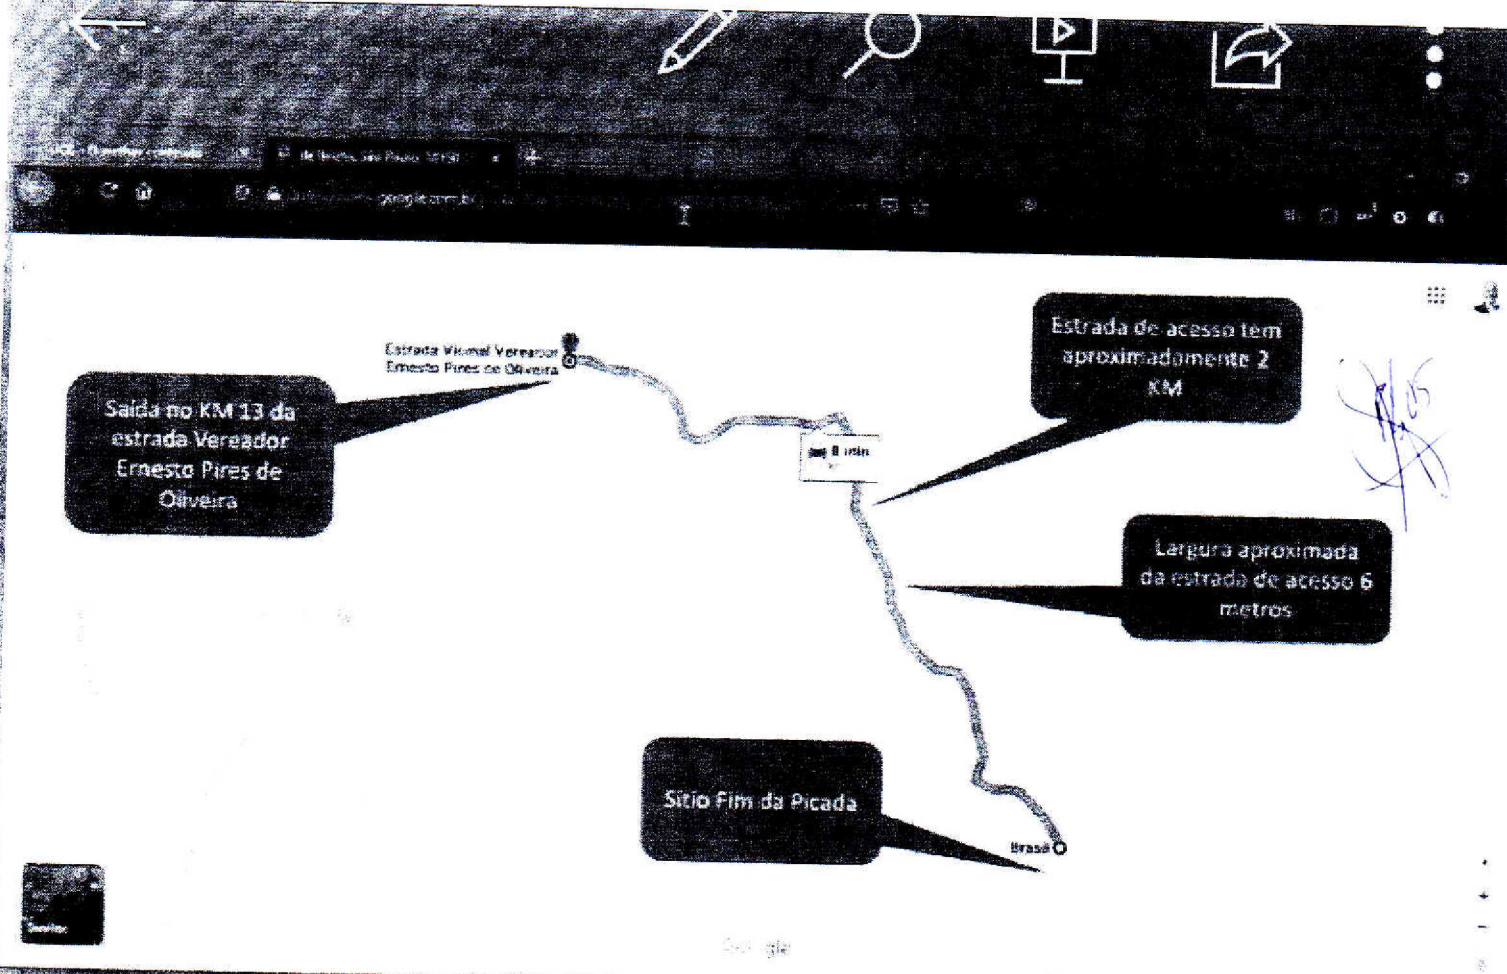 google.com.b
Estrada de acesso tem
aproximadamente 2
KM
Estrada Vicinal Vereador
Ernesto Pires de Oliveira
Saída no KM 13 da
estrada Vereador
Ernesto Pires de
Oliveira
8 min
Largura aproximada
da estrada de acesso 6
metros
Sitio Fim da Picada
Brasil